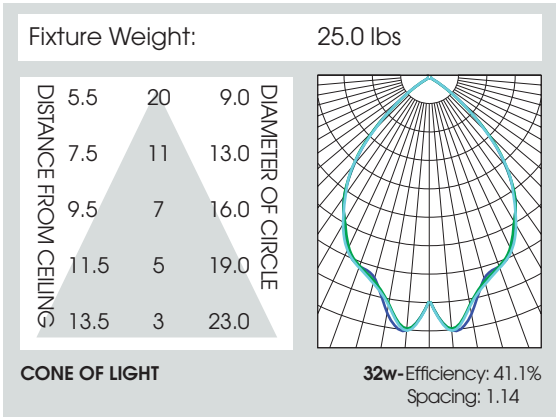 Fixture Weight: 25.0 lbs
DISTANCE FROM CEILING
5.5 20 9.0
7.5 11 13.0
9.5 7 16.0
11.5 5 19.0
13.5 3 23.0
DIAMETER OF CIRCLE
CONE OF LIGHT
32w-Efficiency: 41.1%
Spacing: 1.14